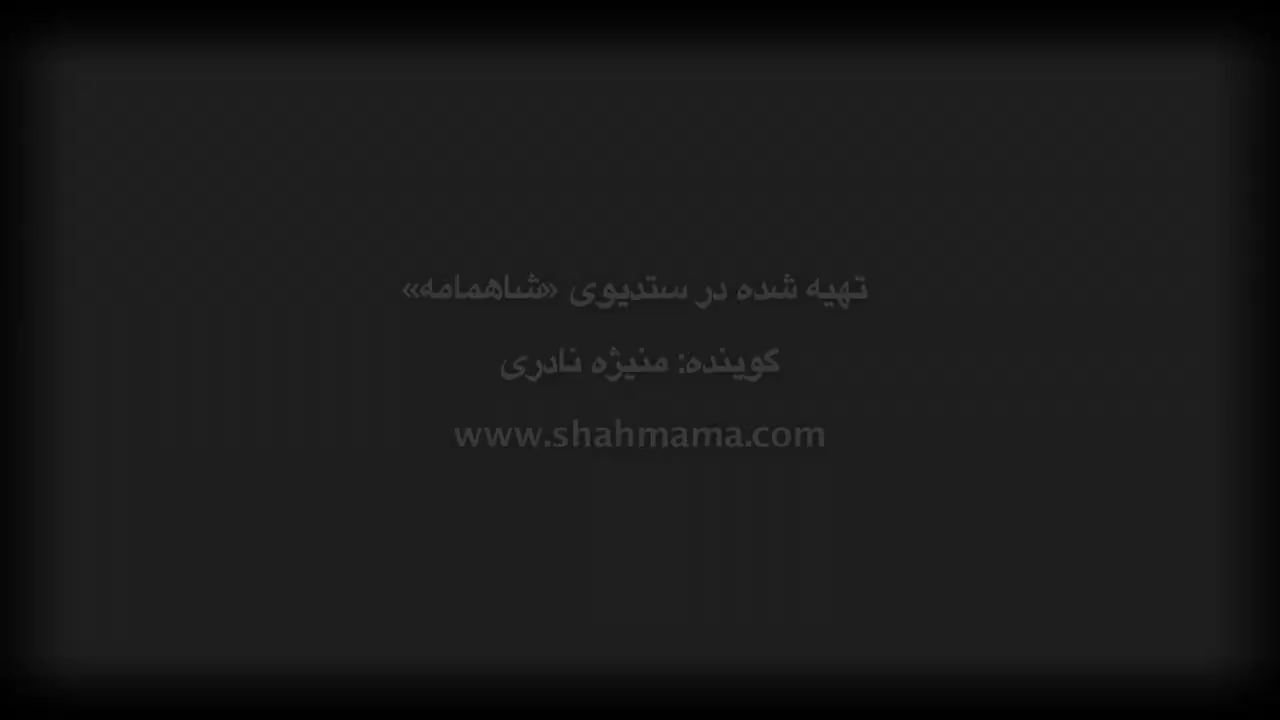 تهیه شده در ستدیوی «شاهمامه»
گوینده: منیژه نادری
www.shahmama.com